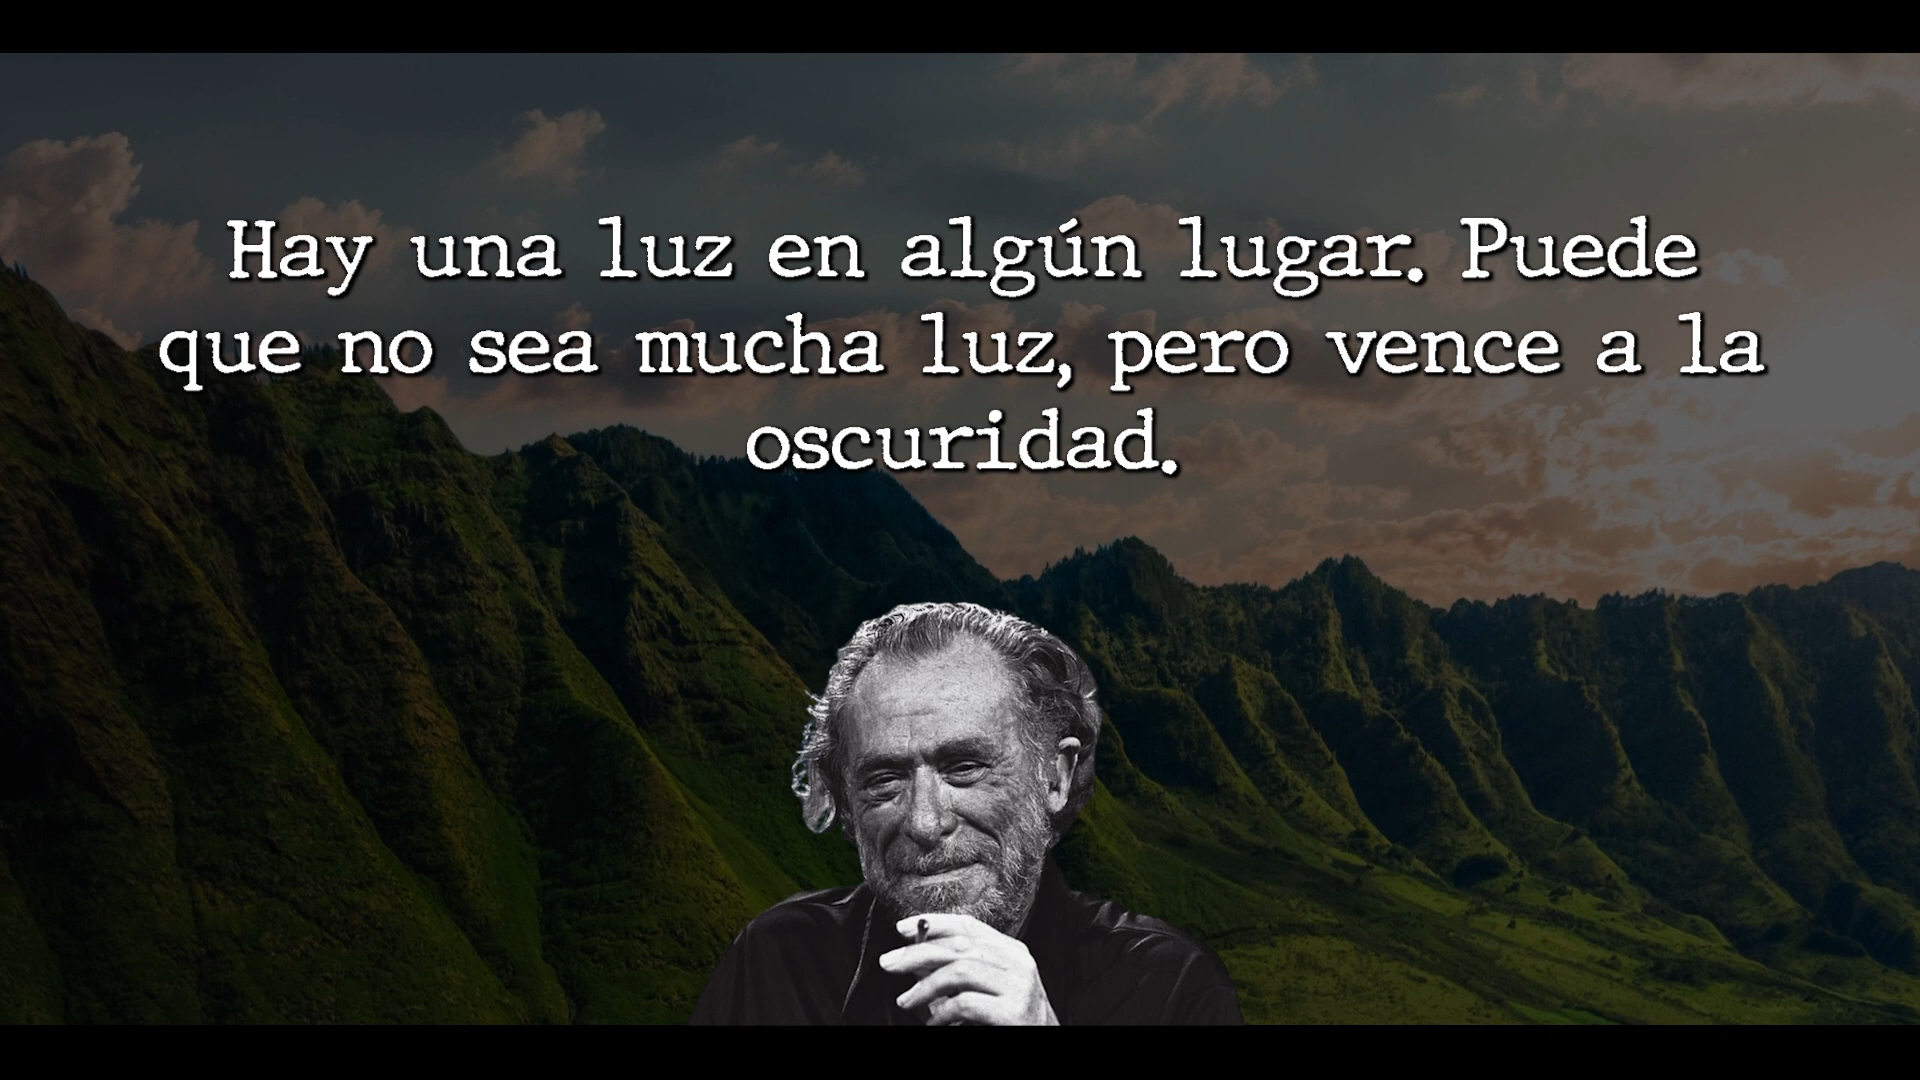 Hay una luz en algún lugar. Puede
que no sea mucha luz, pero vence a la
oscuridad.